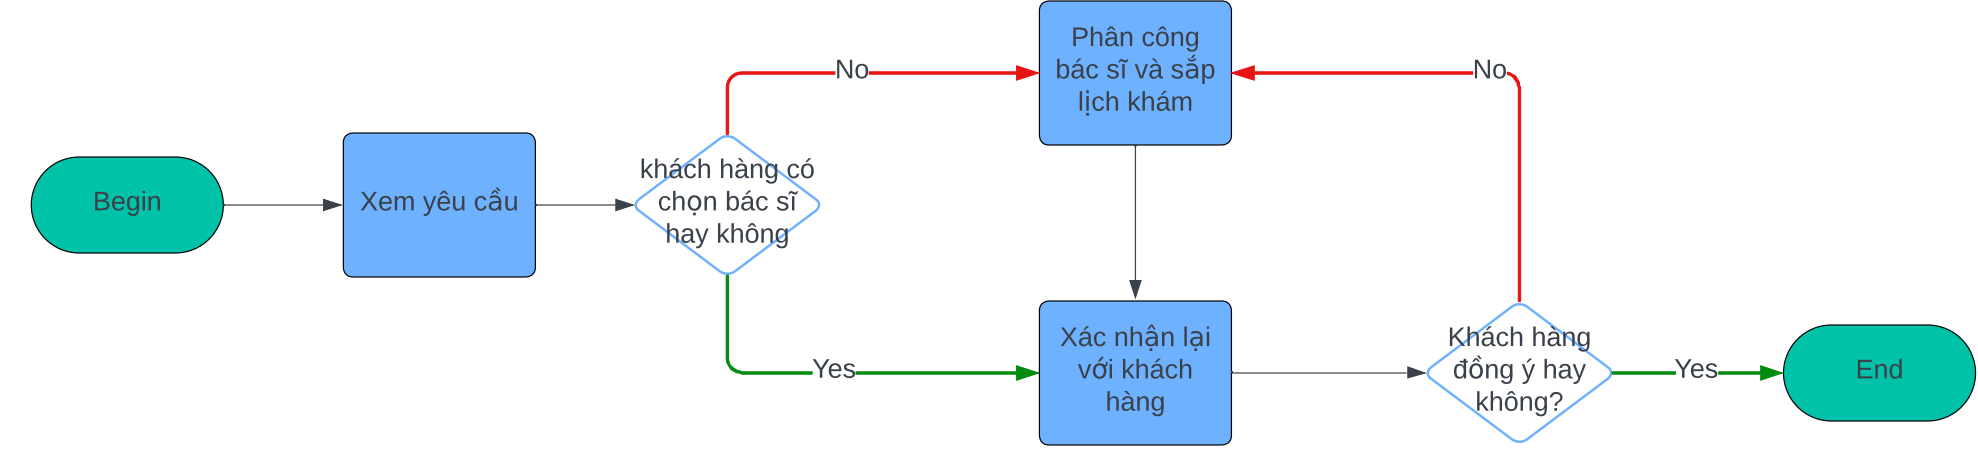 Begin
Xem yêu cầu
khách hàng có
chọn bác sĩ
hay không
No
Yes
Phân công
bác sĩ và sắp
lịch khám
Xác nhận lại
với khách
hàng
No
Khách hàng
đồng ý hay
không?
Yes
End